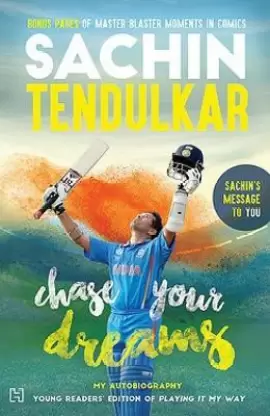 BONUS PAGES OF MASTER BLASTER MOMENTS IN COMICS
SACHIN
TENDULKAR
SACHIN'S
MESSAGE
TO YOU
chase your
dreams
MY AUTOBIOGRAPHY
YOUNG READERS' EDITION OF PLAYING IT MY WAY